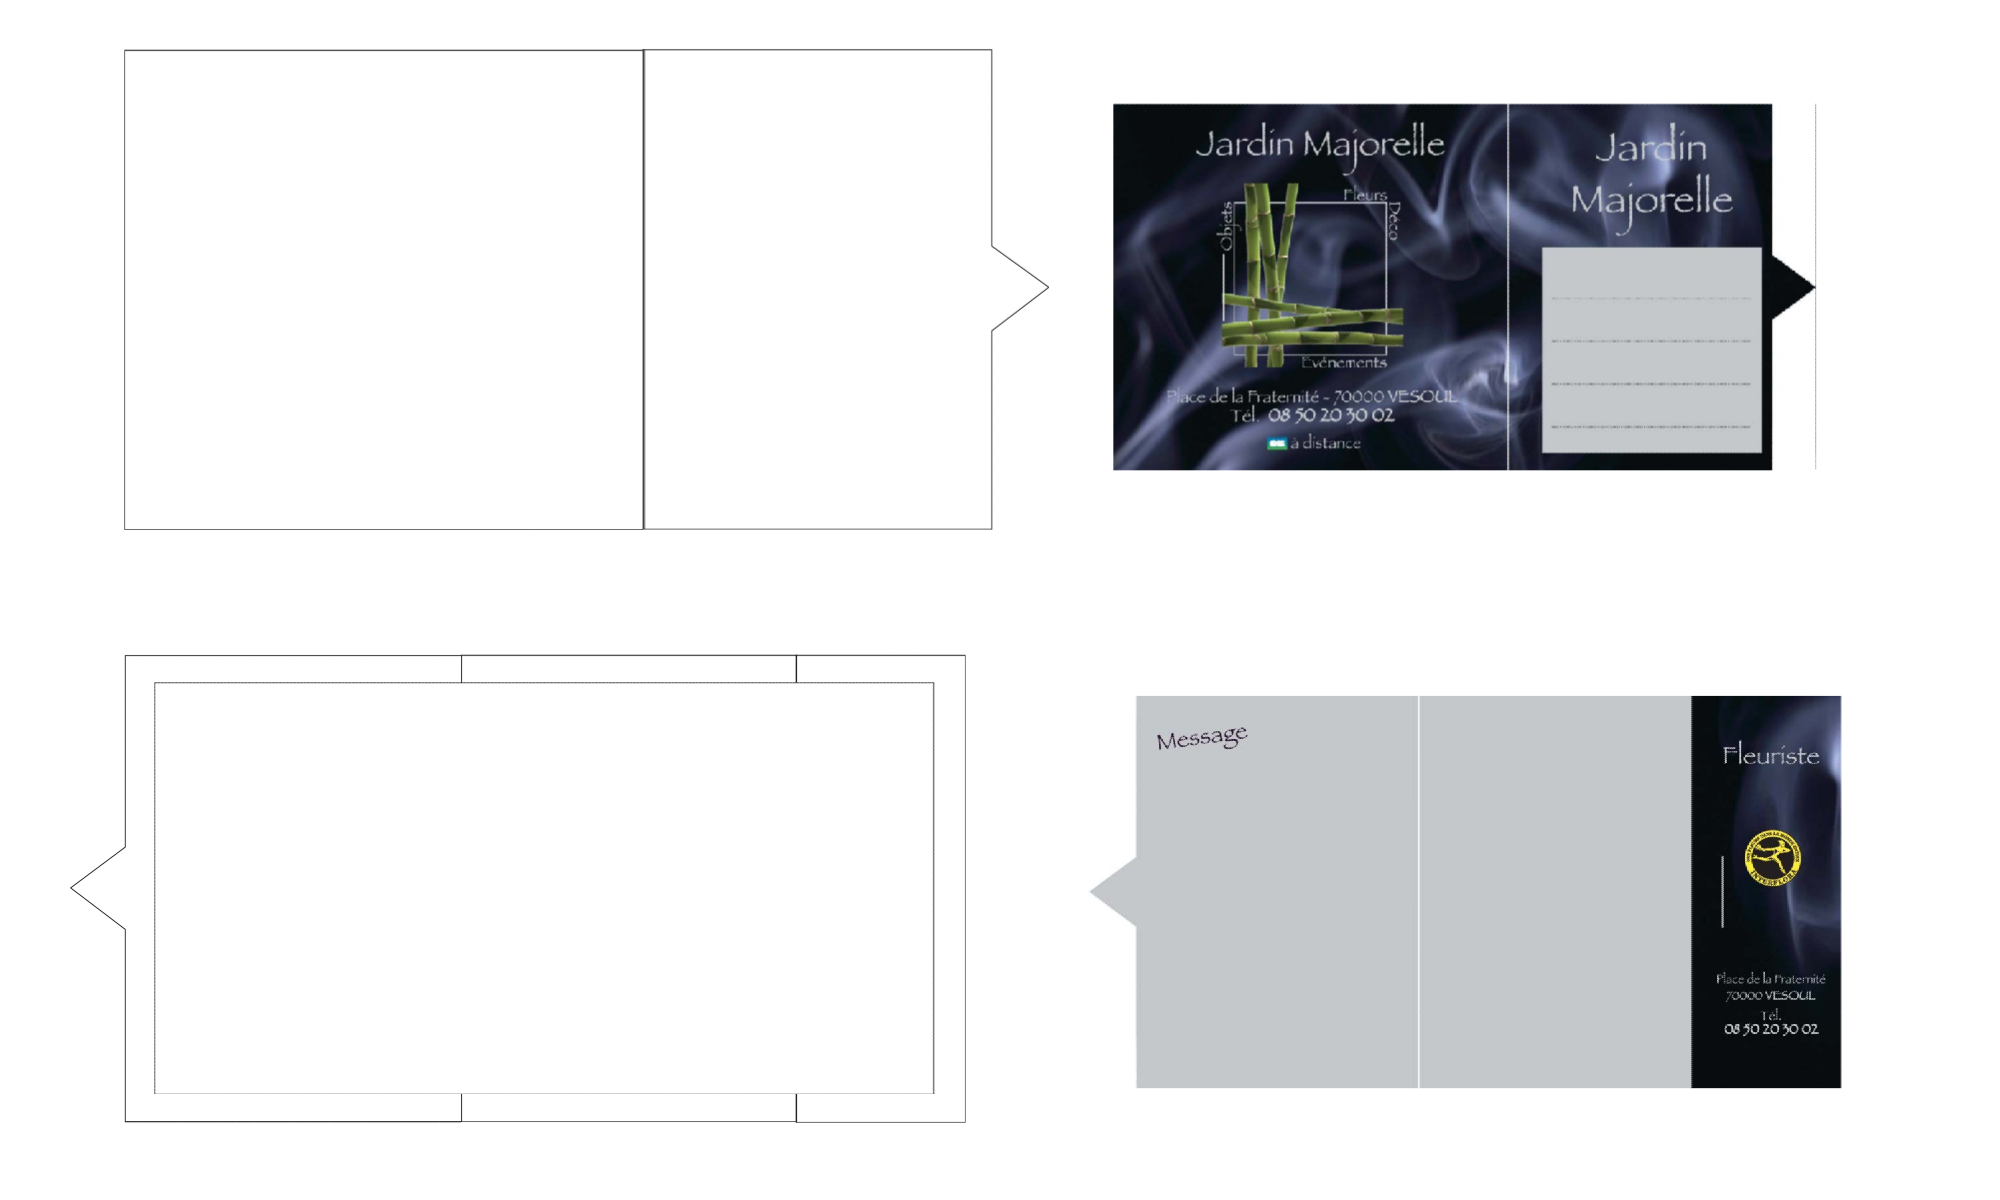 Jardin Majorelle
Fleurs
Déco
Objets
Evénements
Place de la Fraternité - 70000 VESOUL
Tél. 08 50 20 30 02
à distance
Jardin
Majorelle
Message
Fleuriste
INTERFLORA
Place de la Fraternité
70000 VESOUL
Tél.
08 50 20 30 02